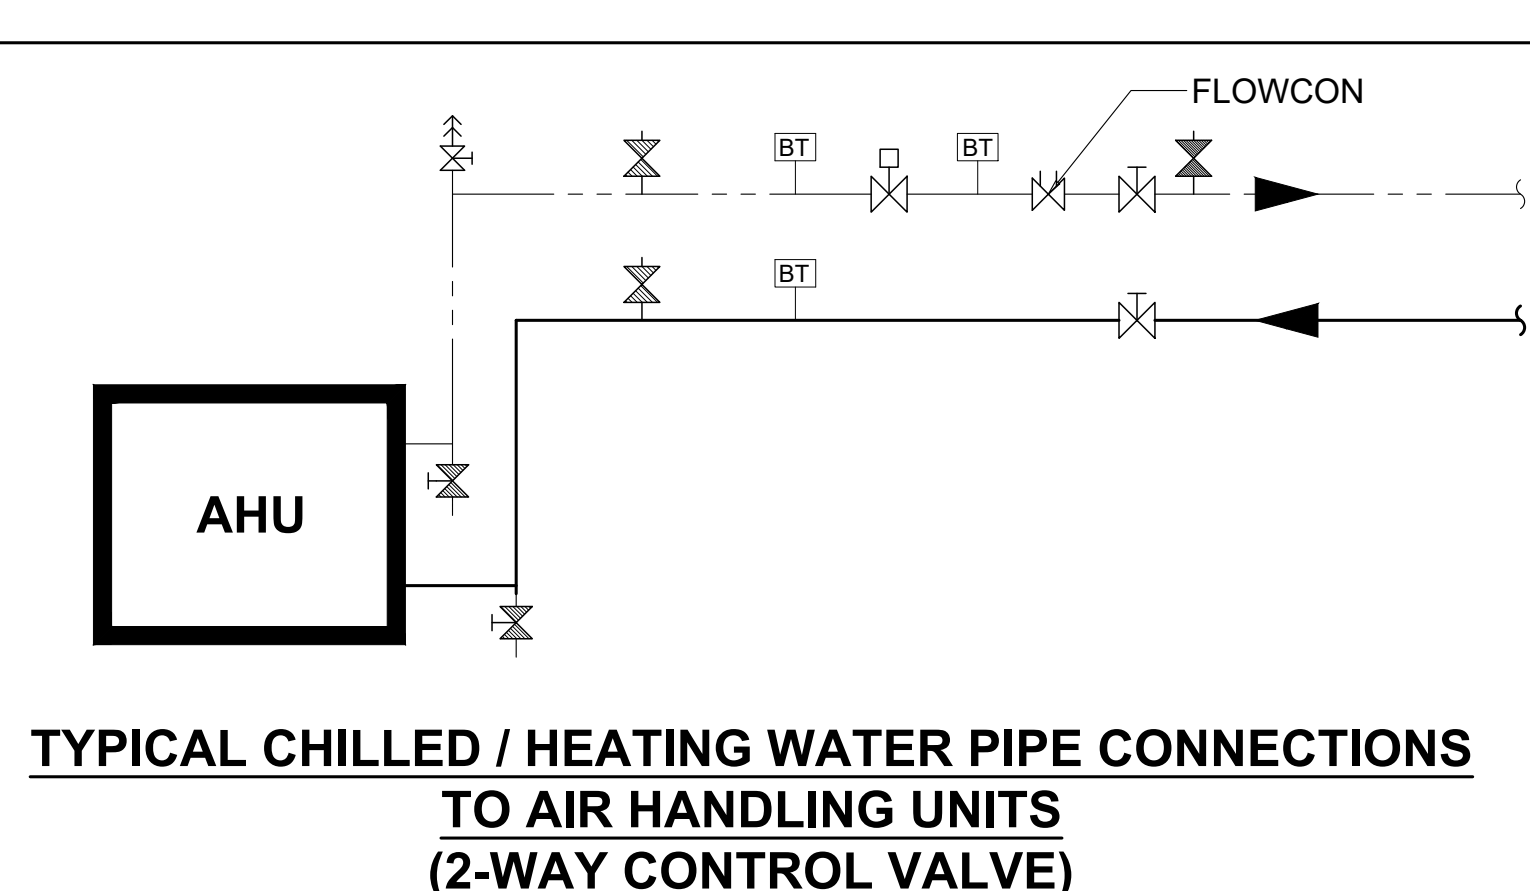 FLOWCON
BT
BT
BT
AHU
TYPICAL CHILLED / HEATING WATER PIPE CONNECTIONS
TO AIR HANDLING UNITS
(2-WAY CONTROL VALVE)